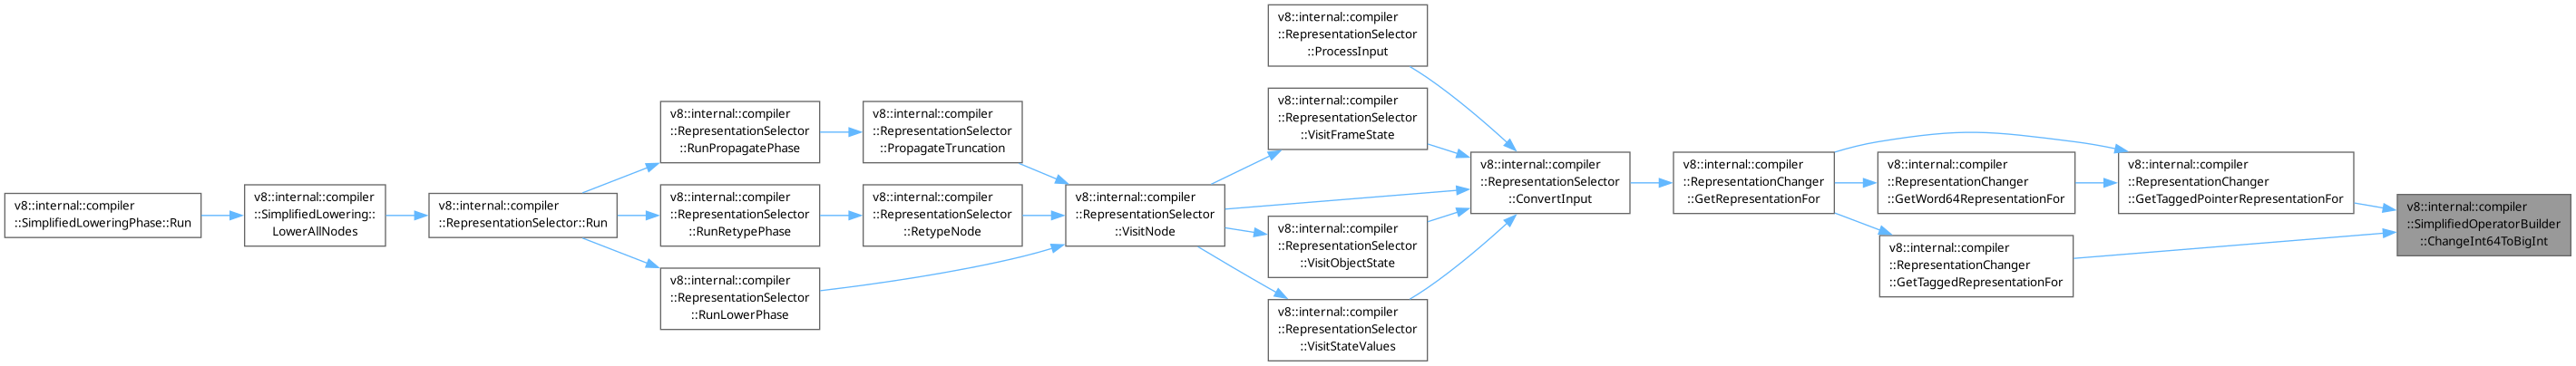 v8::internal::compiler
::SimplifiedLoweringPhase::Run
v8::internal::compiler
::SimplifiedLowering::
LowerAllNodes
v8::internal::compiler
::RepresentationSelector::Run
v8::internal::compiler
::RepresentationSelector
::RunPropagatePhase
v8::internal::compiler
::RepresentationSelector
::RunRetypePhase
v8::internal::compiler
::RepresentationSelector
::RunLowerPhase
v8::internal::compiler
::RepresentationSelector
::PropagateTruncation
v8::internal::compiler
::RepresentationSelector
::RetypeNode
v8::internal::compiler
::RepresentationSelector
::VisitNode
v8::internal::compiler
::RepresentationSelector
::ProcessInput
v8::internal::compiler
::RepresentationSelector
::VisitFrameState
v8::internal::compiler
::RepresentationSelector
::VisitObjectState
v8::internal::compiler
::RepresentationSelector
::VisitStateValues
v8::internal::compiler
::RepresentationSelector
::ConvertInput
v8::internal::compiler
::RepresentationChanger
::GetRepresentationFor
v8::internal::compiler
::RepresentationChanger
::GetWord64RepresentationFor
v8::internal::compiler
::RepresentationChanger
::GetTaggedRepresentationFor
v8::internal::compiler
::RepresentationChanger
::GetTaggedPointerRepresentationFor
v8::internal::compiler
::SimplifiedOperatorBuilder
::ChangeInt64ToBigInt